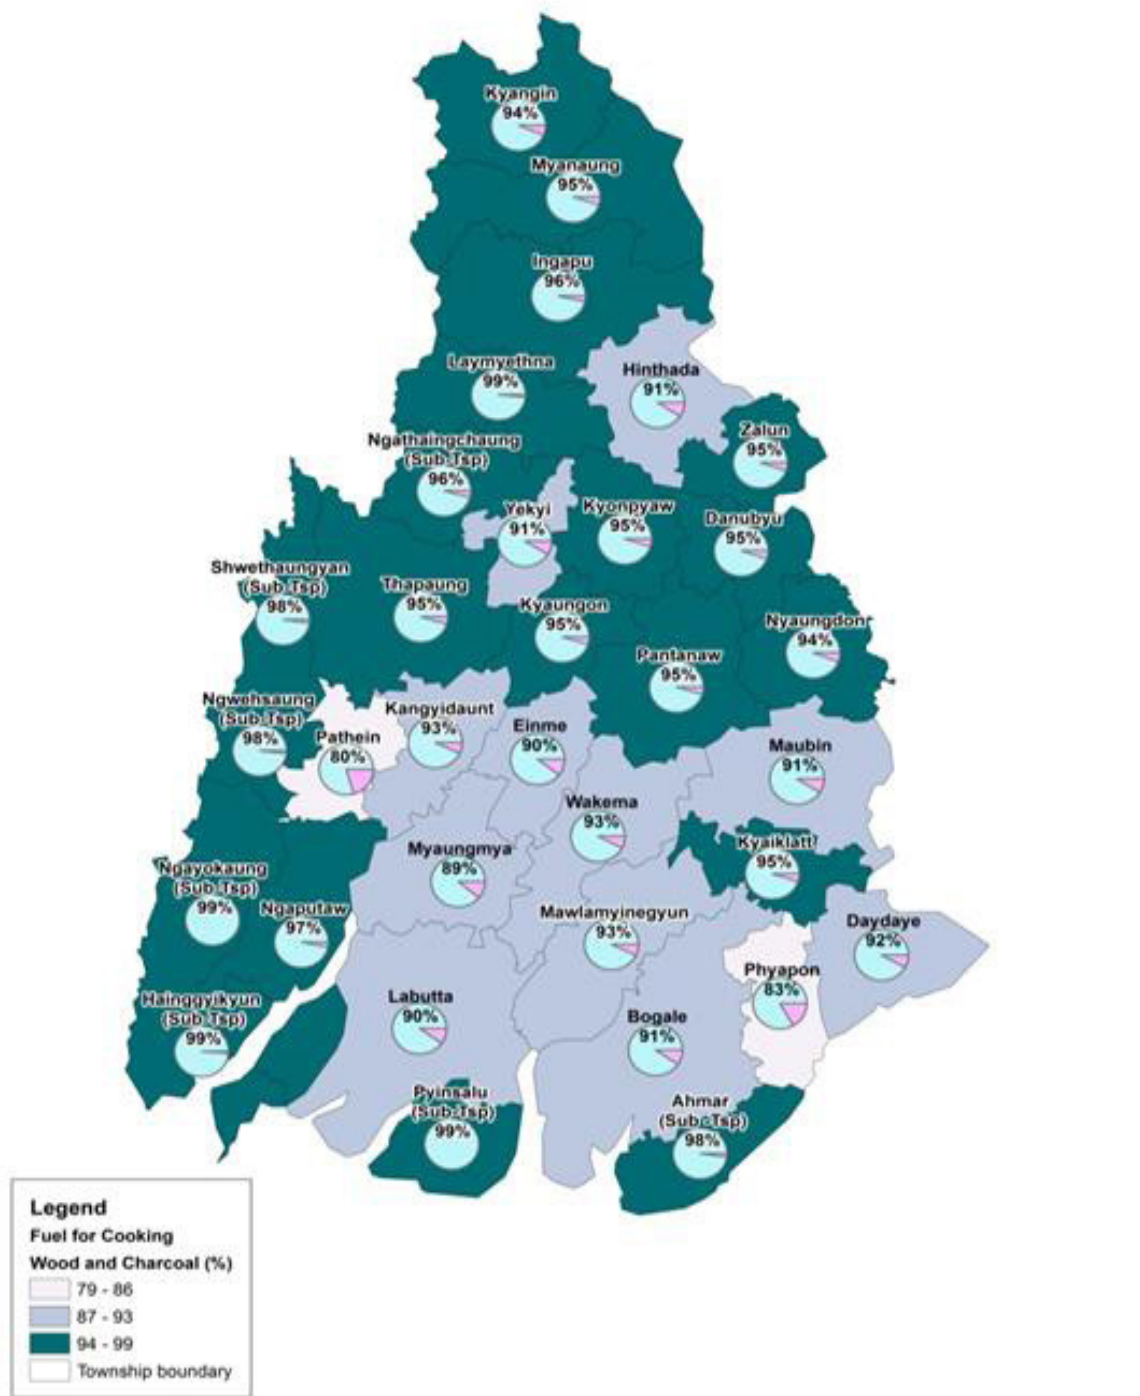 Kyangin
94%
Myanaung
95%
Ingapu
96%
Laymyethna
99%
Hinthada
91%
Zalun
95%
Ngathaingchaung
(Sub-Tsp)
96%
Yekyi
91%
Kyonpyaw
95%
Danubyu
95%
Shwethaungyan
(Sub-Tsp)
98%
Thapaung
95%
Kyaungon
95%
Nyaungdon
94%
Pantanaw
95%
Ngwehsaung
(Sub-Tsp)
98%
Pathein
80%
Kangyidaunt
93%
Einme
90%
Maubin
91%
Wakema
93%
Kyaiklatt
95%
Myaungmya
89%
Ngayokaung
(Sub-Tsp)
99%
Ngaputaw
97%
Mawlamyinegyun
93%
Daydaye
92%
Phyapon
83%
Hainggyikyun
(Sub-Tsp)
99%
Labutta
90%
Bogale
91%
Pyinsalu
(Sub-Tsp)
99%
Ahmar
(Sub-Tsp)
98%
Legend
Fuel for Cooking
Wood and Charcoal (%)
79 - 86
87 - 93
94 - 99
Township boundary